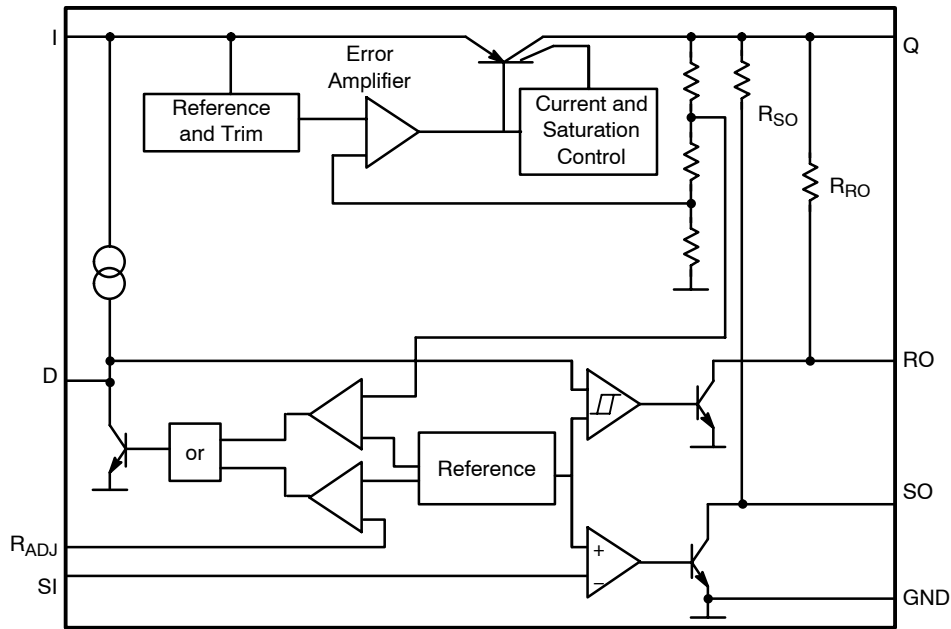 I
Q
Error
Amplifier
Reference
and Trim
Current and
Saturation
Control
RSO
RRO
D
RO
or
Reference
SO
RADJ
SI
+
−
GND